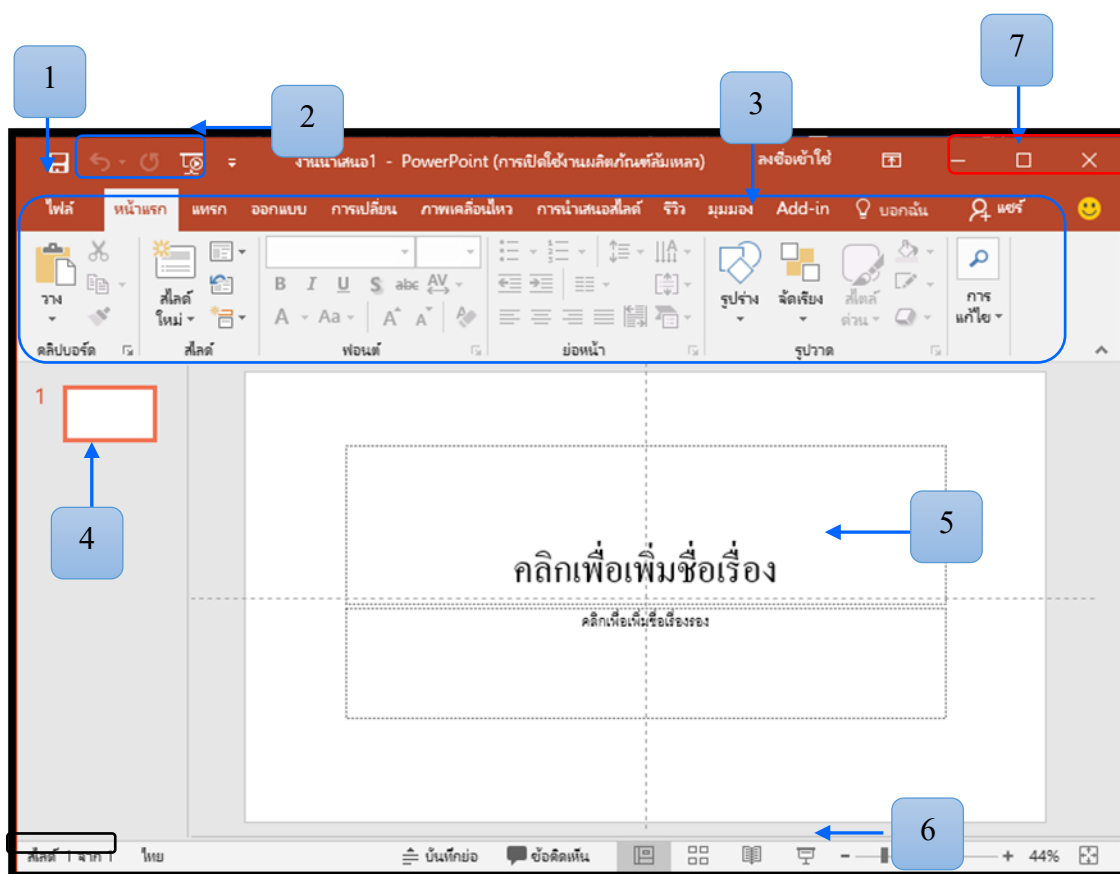 7
1
2
3
งานนำเสนอ1 - PowerPoint (การเปิดใช้งานผลิตภัณฑ์ล้มเหลว) ลงชื่อเข้าใช้
ไฟล์ หน้าแรก แทรก ออกแบบ การเปลี่ยน ภาพเคลื่อนไหว การนำเสนอสไลด์ รีวิว มุมมอง Add-in บอกฉัน แชร์
B I U S abc AV
วาง สไลด์ใหม่ A Aa A A รูปร่าง จัดเรียง สไตล์ด่วน การแก้ไข
คลิปบอร์ด สไลด์ ฟอนต์ ย่อหน้า รูปวาด
1
4
5
คลิกเพื่อเพิ่มชื่อเรื่อง
คลิกเพื่อเพิ่มชื่อเรื่องรอง
6
สไลด์ 1 จาก 1 ไทย บันทึกย่อ ข้อคิดเห็น 44%